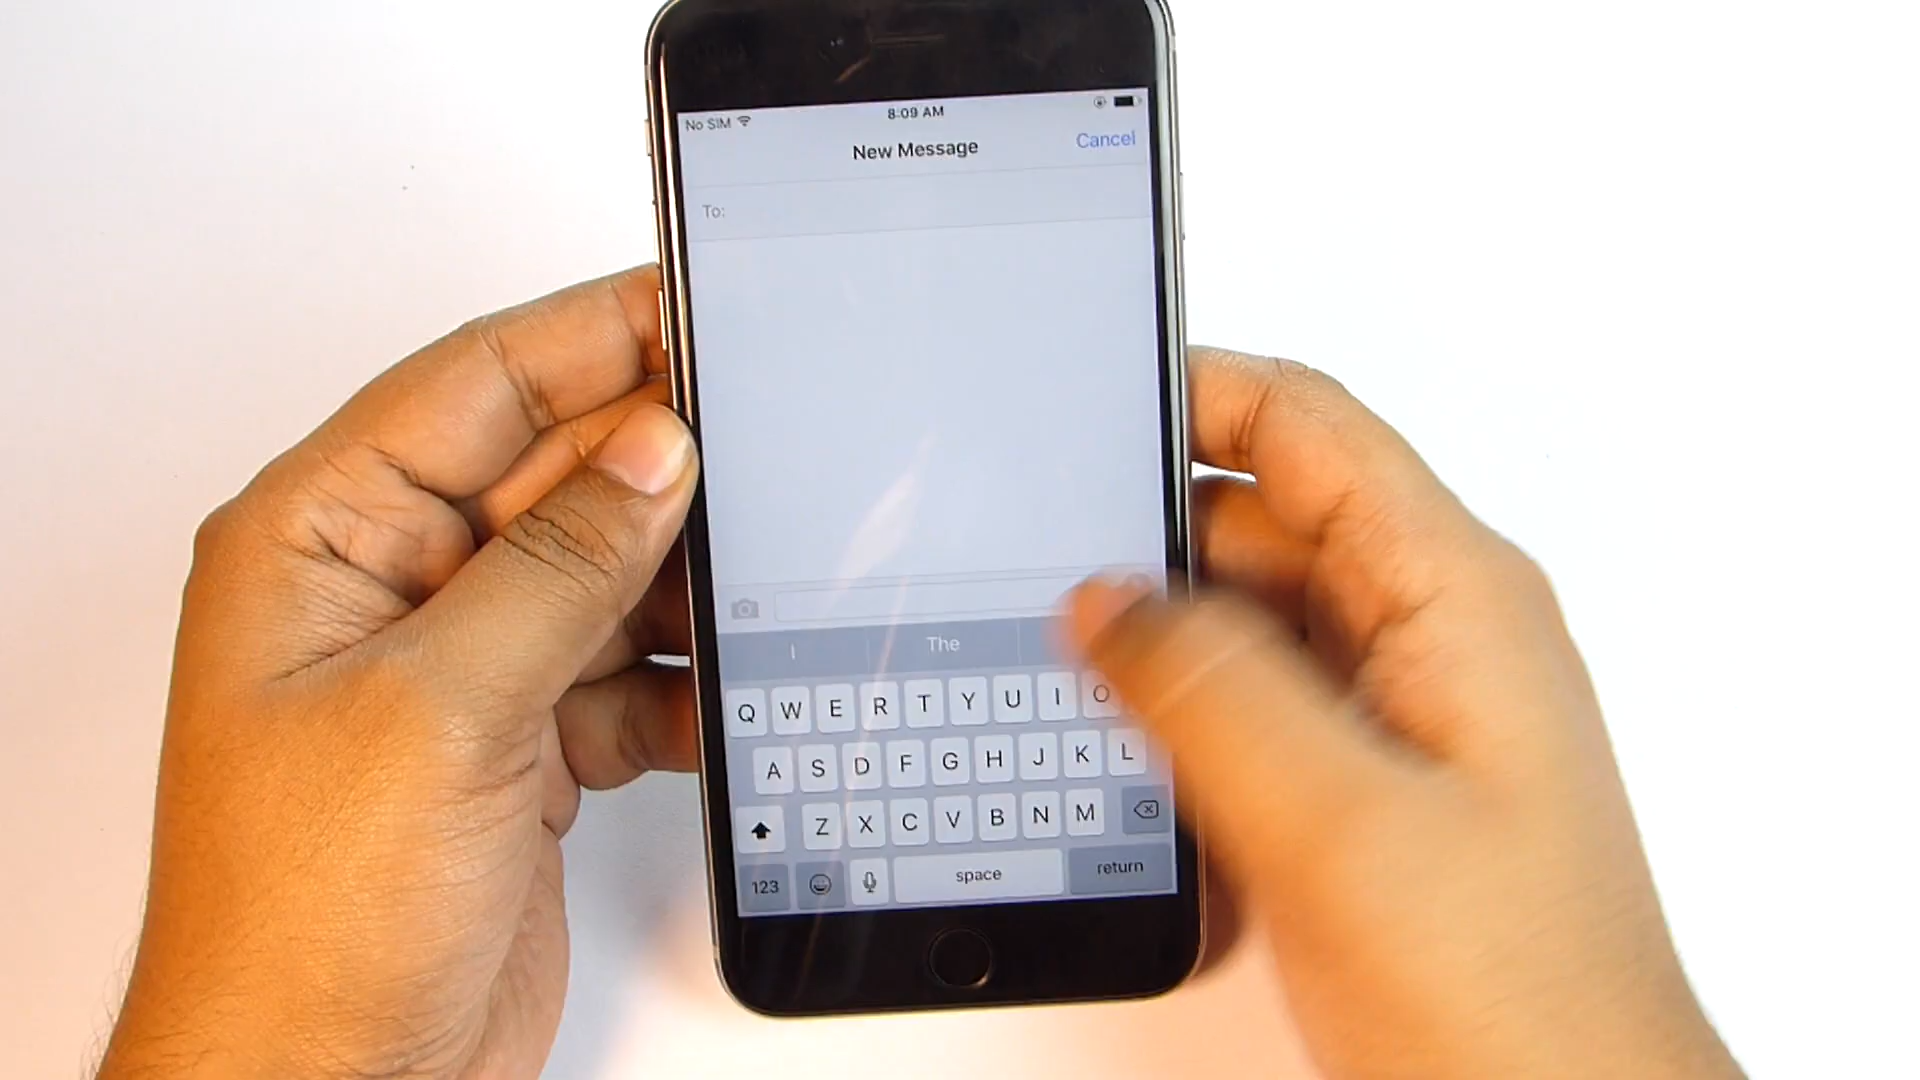 No SIM 8:09 AM
New Message Cancel
To:
I The
Q W E R T Y U I O
A S D F G H J K L
Z X C V B N M
123 space return